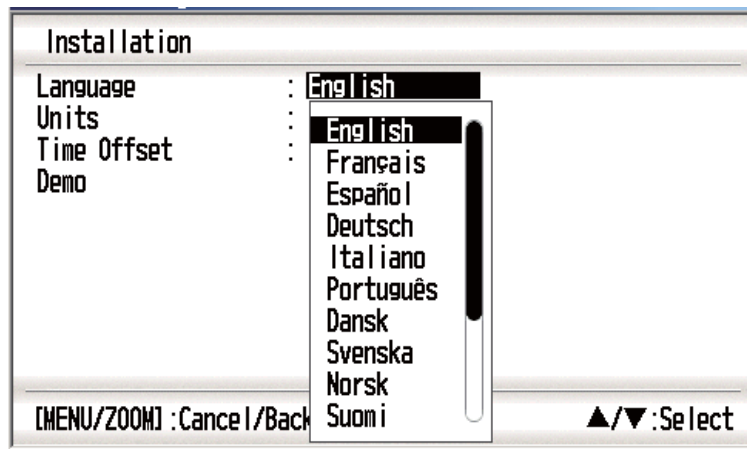 Installation
Language : English
Units :
Time Offset :
Demo
English
Français
Español
Deutsch
Italiano
Português
Dansk
Svenska
Norsk
Suomi
[MENU/ZOOM]:Cancel/Back
▲/▼:Select